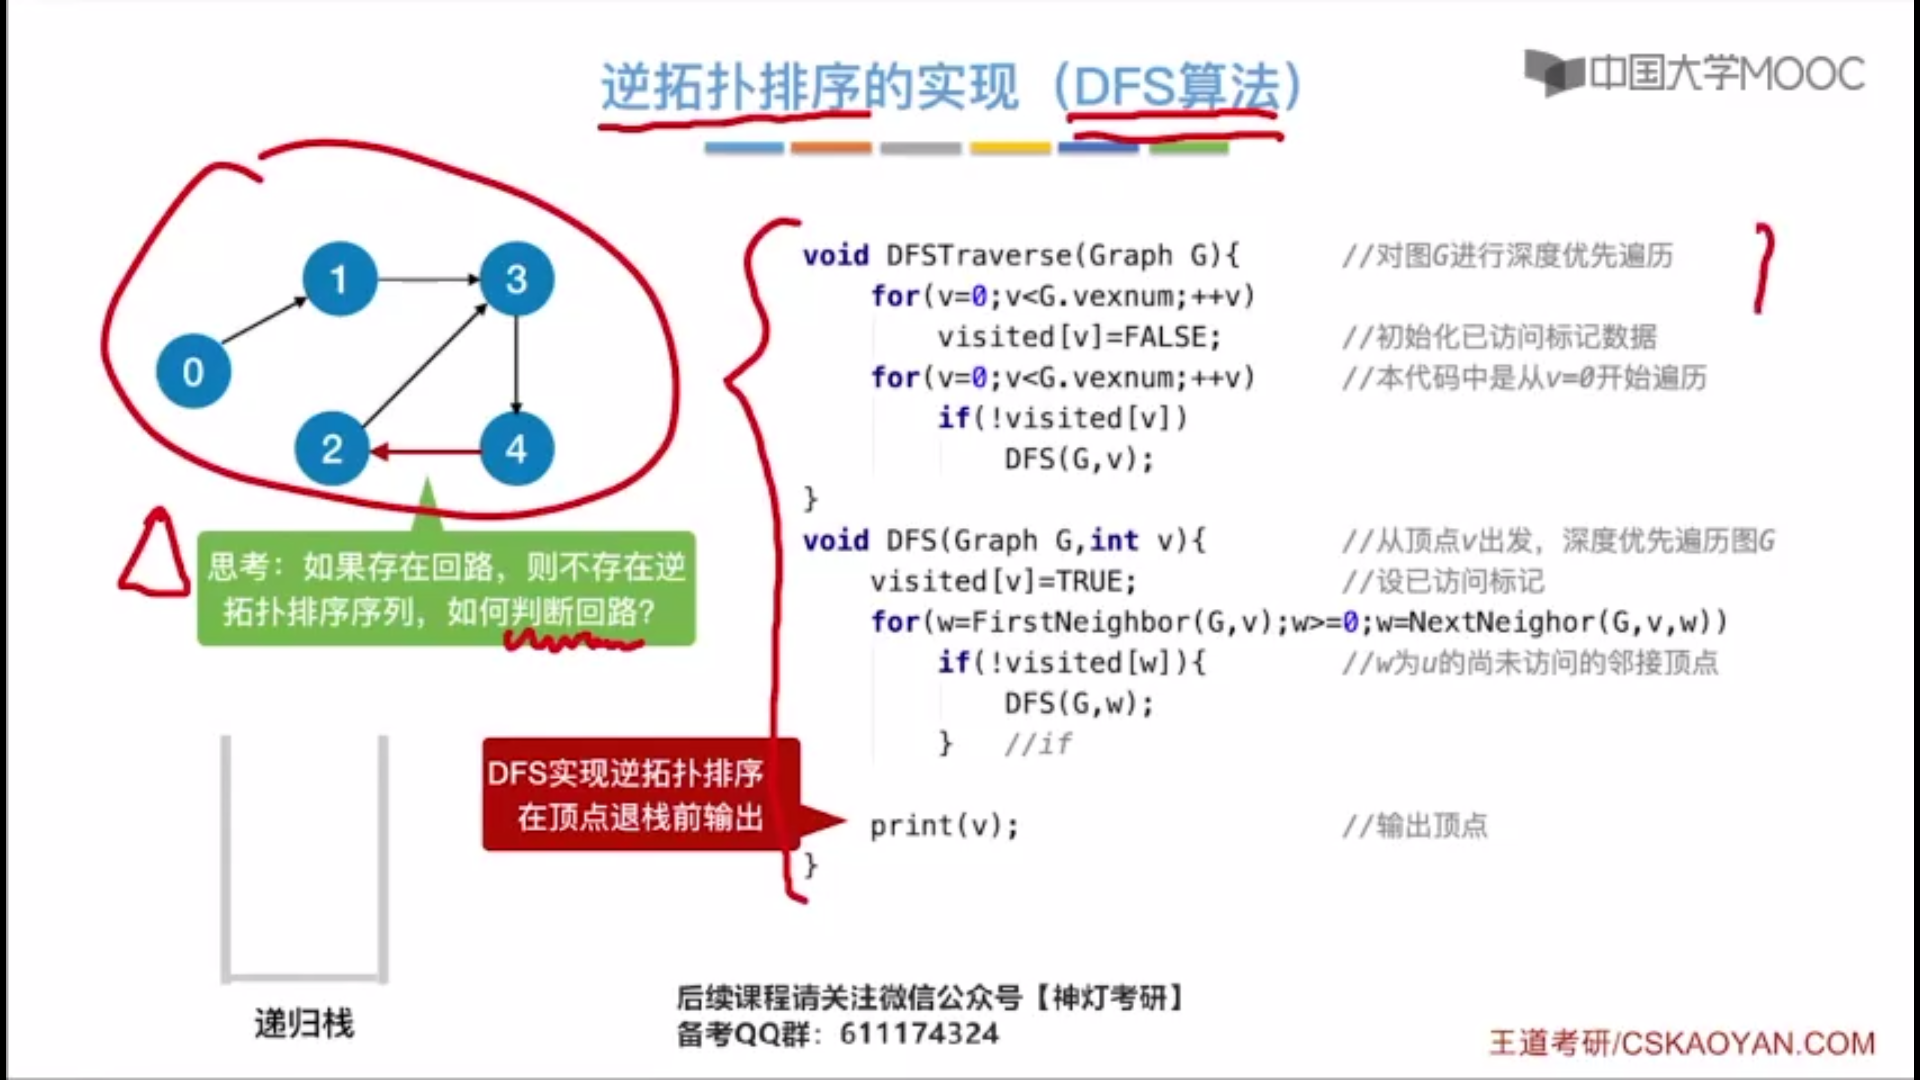 逆拓扑排序的实现（DFS算法）
中国大学MOOC
0
1
3
2
4
思考：如果存在回路，则不存在逆
拓扑排序序列，如何判断回路？
void DFSTraverse(Graph G){ //对图G进行深度优先遍历
for(v=0;v<G.vexnum;++v)
visited[v]=FALSE; //初始化已访问标记数据
for(v=0;v<G.vexnum;++v) //本代码中是从v=0开始遍历
if(!visited[v])
DFS(G,v);
}
void DFS(Graph G,int v){ //从顶点v出发，深度优先遍历图G
visited[v]=TRUE; //设已访问标记
for(w=FirstNeighbor(G,v);w>=0;w=NextNeighor(G,v,w))
if(!visited[w]){ //w为u的尚未访问的邻接顶点
DFS(G,w);
} //if
print(v); //输出顶点
}
DFS实现逆拓扑排序
在顶点退栈前输出
递归栈
后续课程请关注微信公众号【神灯考研】
备考QQ群：611174324
王道考研/CSKAOYAN.COM